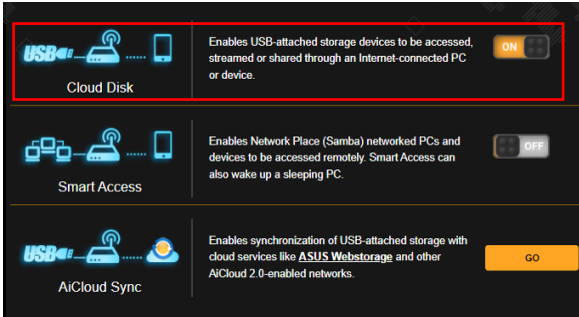 USB
Cloud Disk
Enables USB-attached storage devices to be accessed,
streamed or shared through an Internet-connected PC
or device.
ON
Smart Access
Enables Network Place (Samba) networked PCs and
devices to be accessed remotely. Smart Access can
also wake up a sleeping PC.
OFF
USB
AiCloud Sync
Enables synchronization of USB-attached storage with
cloud services like ASUS Webstorage and other
AiCloud 2.0-enabled networks.
GO